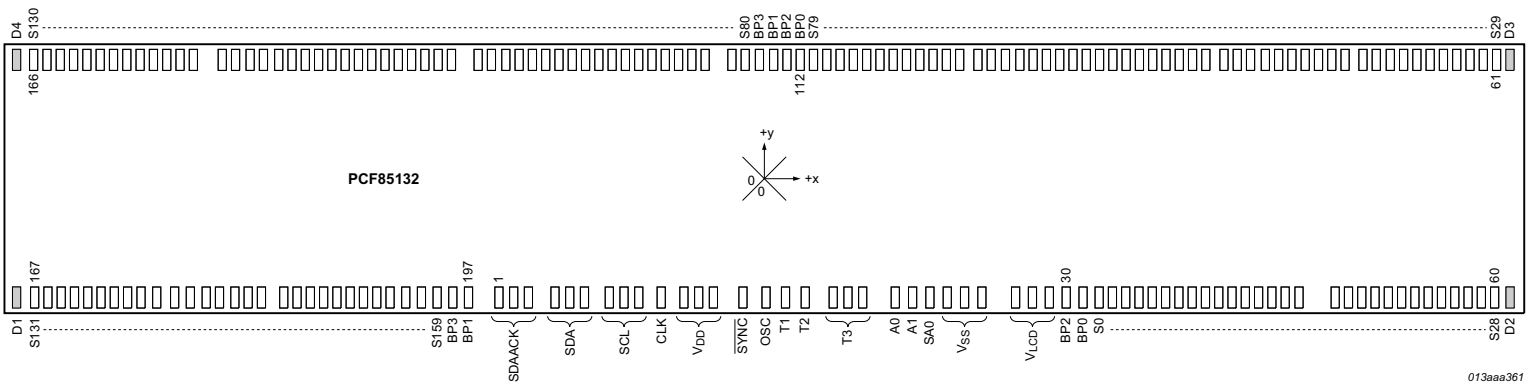 D4 S130 S80 BP3 BP1 BP2 BP0 S79 S29 D3
166 112 61
+y
PCF85132
0 +x
0
167 197 1 30 60
D1 S131 S159 BP3 BP1 SDAACK SDA SCL CLK VDD SYNC OSC T1 T2 T3 A0 A1 SA0 VSS VLCD BP2 BP0 S0 S28 D2
013aaa361